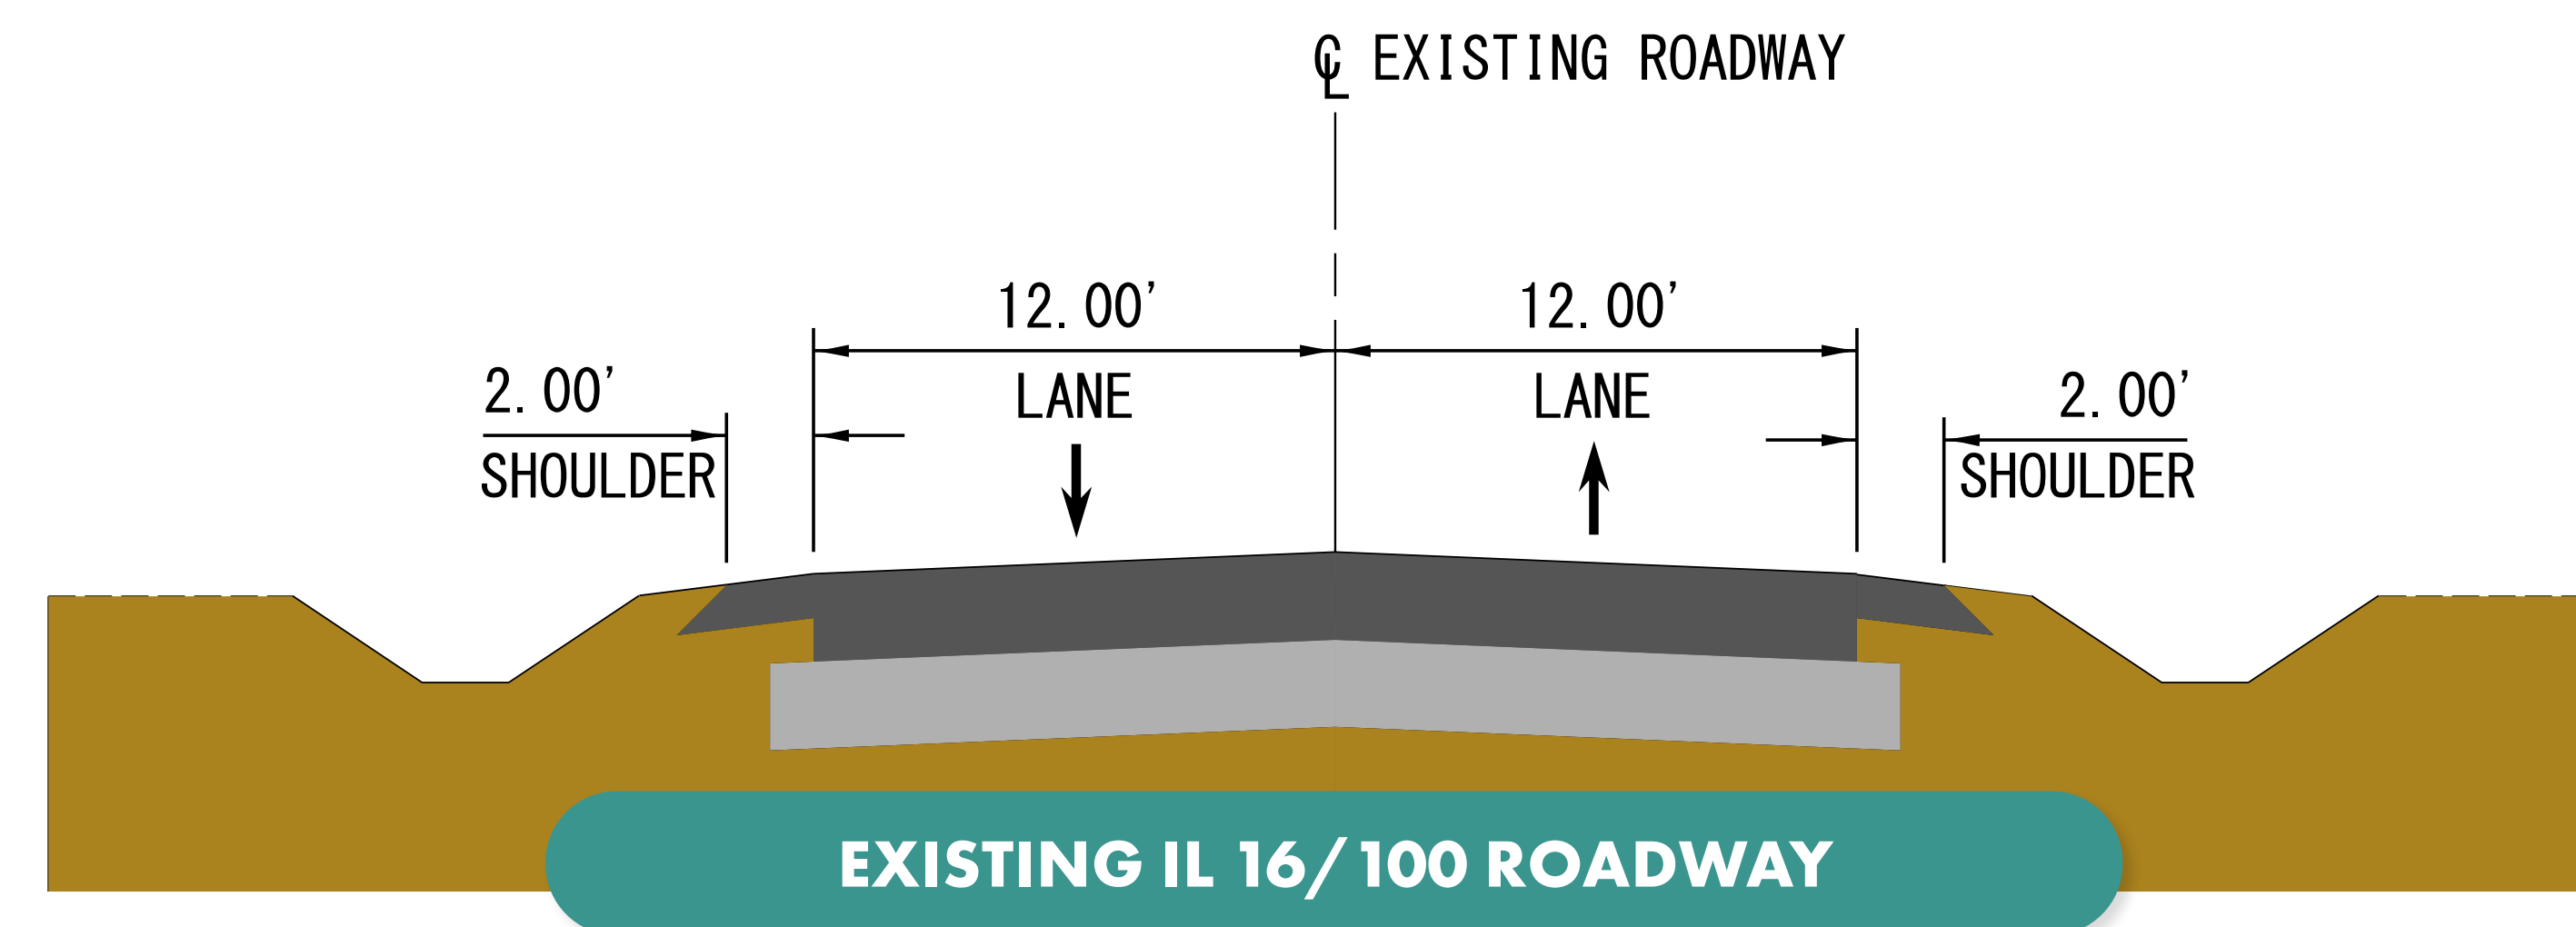 ℄ EXISTING ROADWAY
12.00'
12.00'
LANE
LANE
2.00'
SHOULDER
2.00'
SHOULDER
EXISTING IL 16/100 ROADWAY